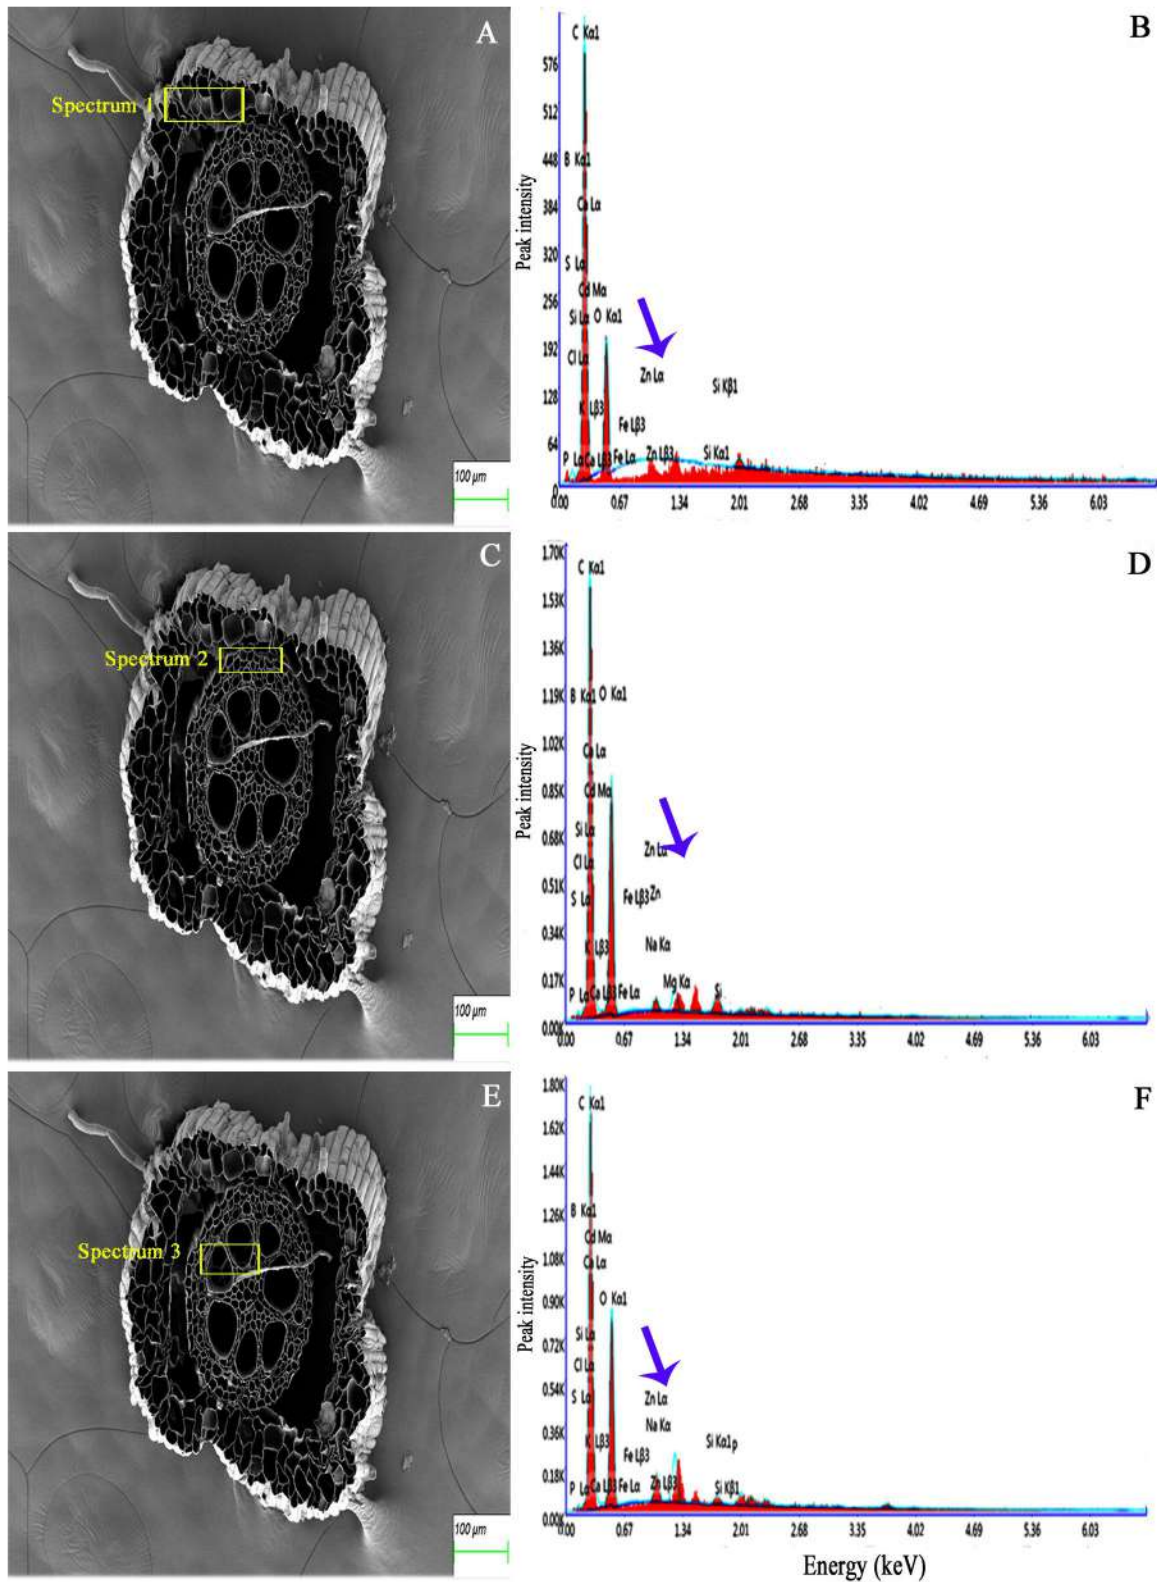 A
Spectrum 1
100 µm
B
Peak intensity
576
512
448
384
320
256
192
128
64
0
C Kα1
B Kα1
Ca Lα
S Lα
Cd Ma
Si Lα O Kα1
Cl Lα
Zn Lα
Si Kβ1
K Lβ3
Fe Lβ3
P Lα Ca Lβ3 Fe Lα Zn Lβ3 Si Kα1
0.00 0.67 1.34 2.01 2.68 3.35 4.02 4.69 5.36 6.03
C
Spectrum 2
100 µm
D
Peak intensity
1.70K
1.53K
1.36K
1.19K
1.02K
0.85K
0.68K
0.51K
0.34K
0.17K
0.00K
C Kα1
B Kα1 O Kα1
Ca Lα
Cd Ma
Si Lα
Zn Lα
Cl Lα
S Lα Fe Lβ3 Zn
K Lβ3 Na Kα
Mg Kα
P Lα Ca Lβ3 Fe Lα Si
0.00 0.67 1.34 2.01 2.68 3.35 4.02 4.69 5.36 6.03
E
Spectrum 3
100 µm
F
Peak intensity
1.80K
1.62K
1.44K
1.26K
1.08K
0.90K
0.72K
0.54K
0.36K
0.18K
0.00K
C Kα1
B Kα1
Cd Ma
Ca Lα
O Kα1
Si Lα
Cl Lα
S Lα Zn Lα
Na Kα
K Lβ3 Si Kα1p
Fe Lβ3
P Lα Ca Lβ3 Fe Lα Zn Lβ3 Si Kβ1
0.00 0.67 1.34 2.01 2.68 3.35 4.02 4.69 5.36 6.03
Energy (keV)